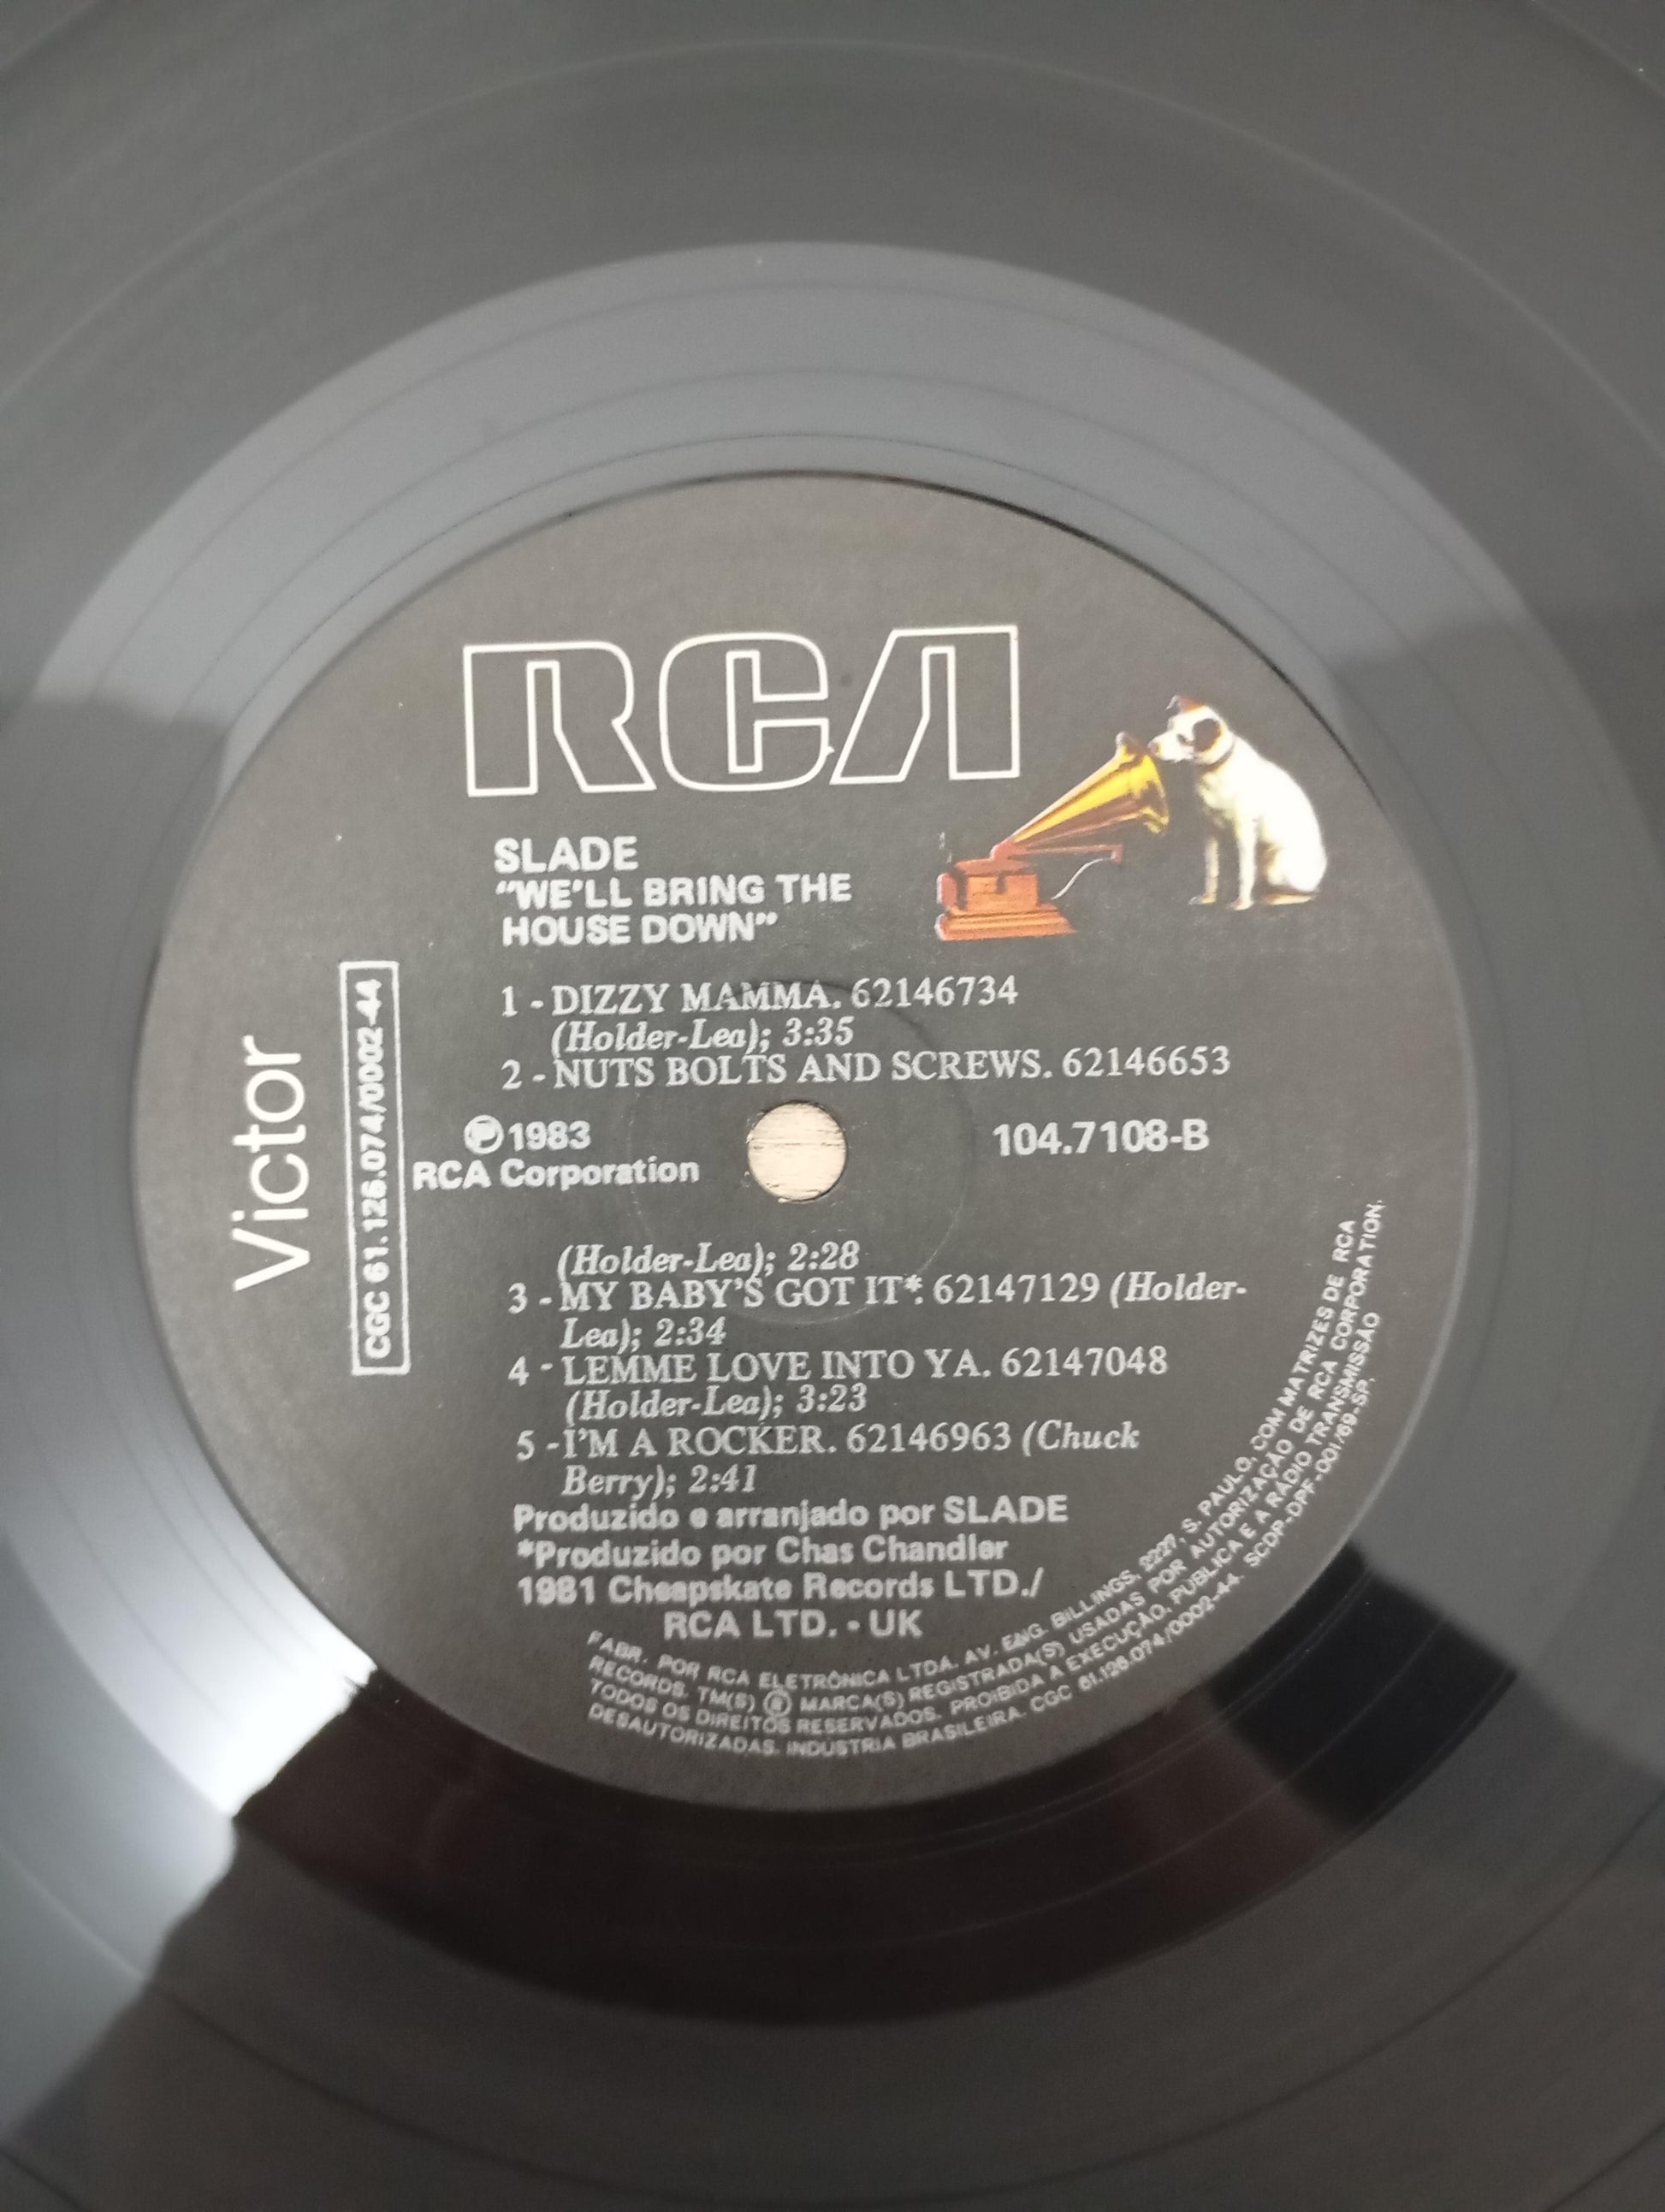 RCA
SLADE
"WE'LL BRING THE
HOUSE DOWN"
1 - DIZZY MAMMA. 62146734
(Holder-Lea); 3:35
2 - NUTS BOLTS AND SCREWS. 62146653
Victor
CGC 61.126.074/0002-44
Ⓟ1983
RCA Corporation
104.7108-B
(Holder-Lea); 2:28
3 - MY BABY'S GOT IT*. 62147129 (Holder-
Lea); 2:34
4 - LEMME LOVE INTO YA. 62147048
(Holder-Lea); 3:23
5 - I'M A ROCKER. 62146963 (Chuck
Berry); 2:41
Produzido e arranjado por SLADE
*Produzido por Chas Chandler
1981 Cheapskate Records LTD./
RCA LTD. • UK
FABR. POR RCA ELETRÔNICA LTDA. AV. ENG. BILLINGS, 2227, S. PAULO, COM MATRIZES DE RCA
RECORDS. TM(S) ® MARCA(S) REGISTRADA(S) USADAS POR AUTORIZAÇÃO DE RCA CORPORATION.
TODOS OS DIREITOS RESERVADOS. PROIBIDA A EXECUÇÃO, PUBLICA E A RÁDIO TRANSMISSÃO
DESAUTORIZADAS. INDÚSTRIA BRASILEIRA. CGC 61.126.074/0002-44. SCDP-DPF-001/69-SP.